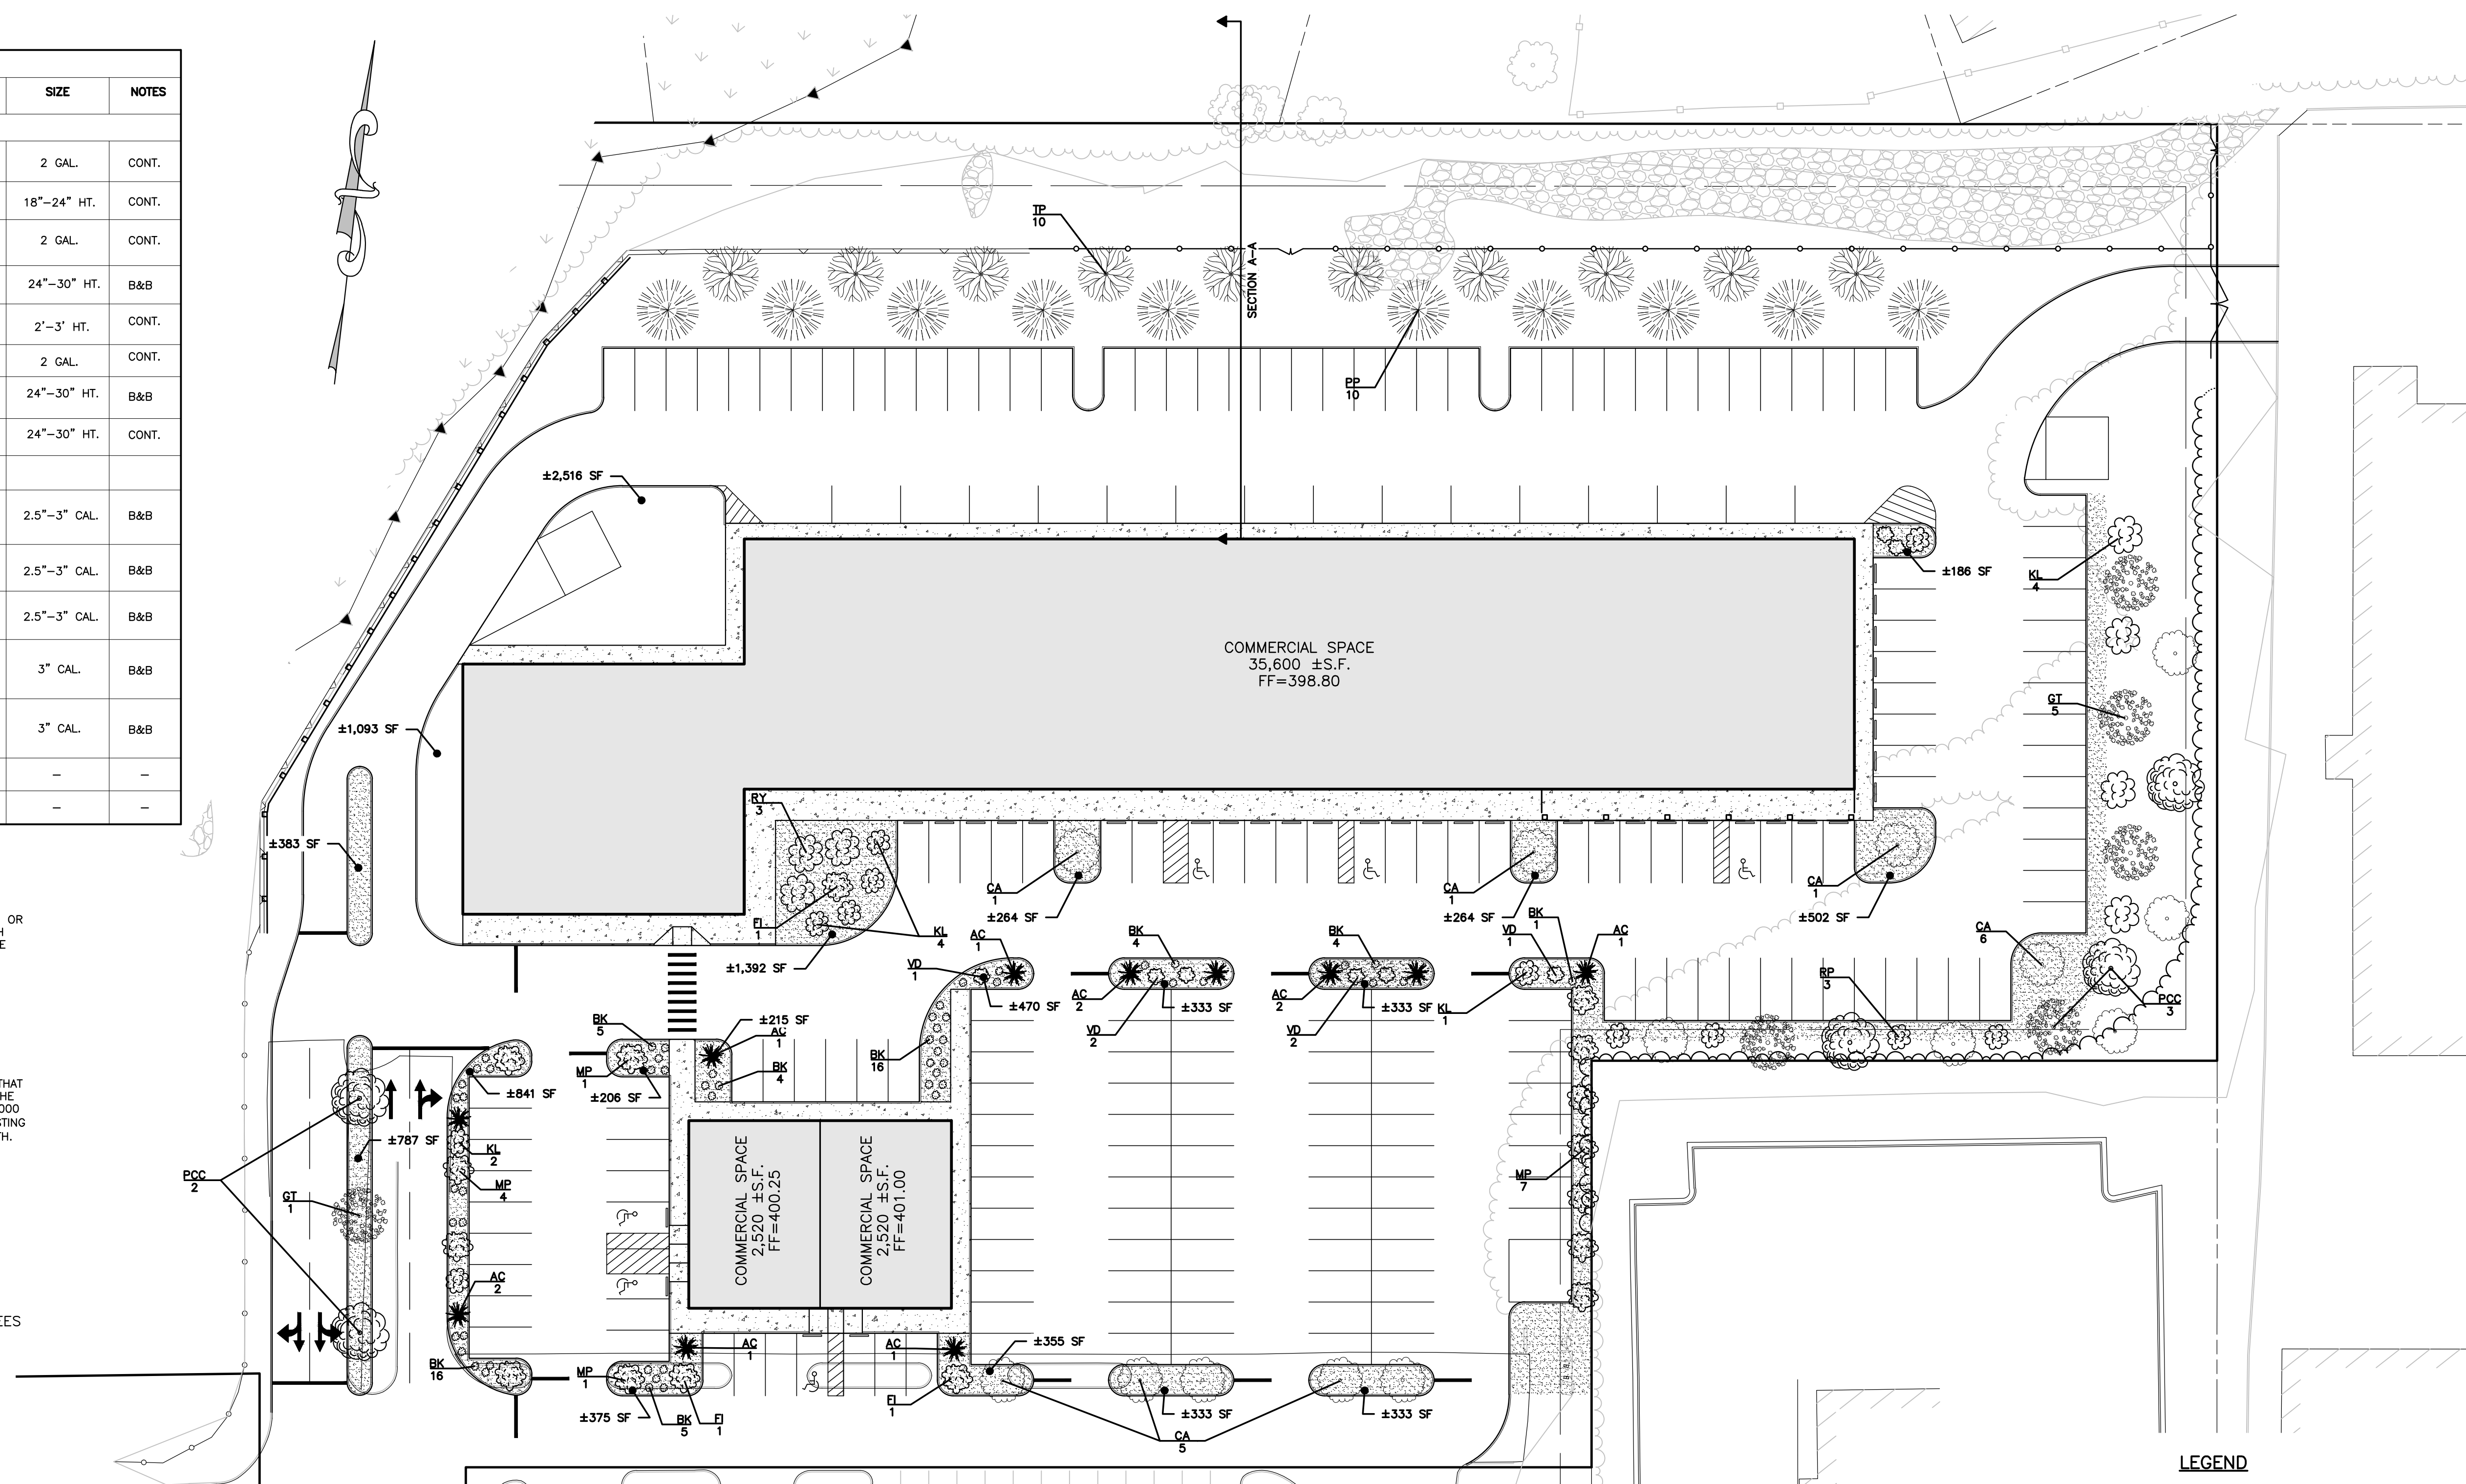 SIZE NOTES
2 GAL. CONT.
18"–24" HT. CONT.
2 GAL. CONT.
24"–30" HT. B&B
2'–3' HT. CONT.
2 GAL. CONT.
24"–30" HT. B&B
24"–30" HT. CONT.
2.5"–3" CAL. B&B
2.5"–3" CAL. B&B
2.5"–3" CAL. B&B
3" CAL. B&B
3" CAL. B&B
– –
– –
OR
H
E
THAT
HE
000
STING
TH.
EES
TP
10
SECTION A–A
PP
10
±2,516 SF
±186 SF
KL
4
COMMERCIAL SPACE
35,600 ±S.F.
FF=398.80
GT
5
±1,093 SF
RY
3
±383 SF
CA
1
±264 SF
CA
1
±264 SF
CA
1
±502 SF
FI
1
KL
4
±1,392 SF
AC
1
VD
1
±470 SF
BK
4
AC
2
±333 SF
VD
2
BK
4
AC
2
±333 SF
VD
2
BK
1
VD
1
AC
1
KL
1
CA
6
RP
3
PCC
3
BK
5
±215 SF
AC
1
BK
16
MP
1
BK
4
±206 SF
±841 SF
±787 SF
KL
2
MP
4
PCC
2
GT
1
COMMERCIAL SPACE
2,520 ±S.F.
FF=400.25
COMMERCIAL SPACE
2,520 ±S.F.
FF=401.00
MP
7
AC
2
BK
16
AC
1
AC
1
±355 SF
MP
1
±375 SF
BK
5
FI
1
FI
1
±333 SF
±333 SF
CA
5
LEGEND